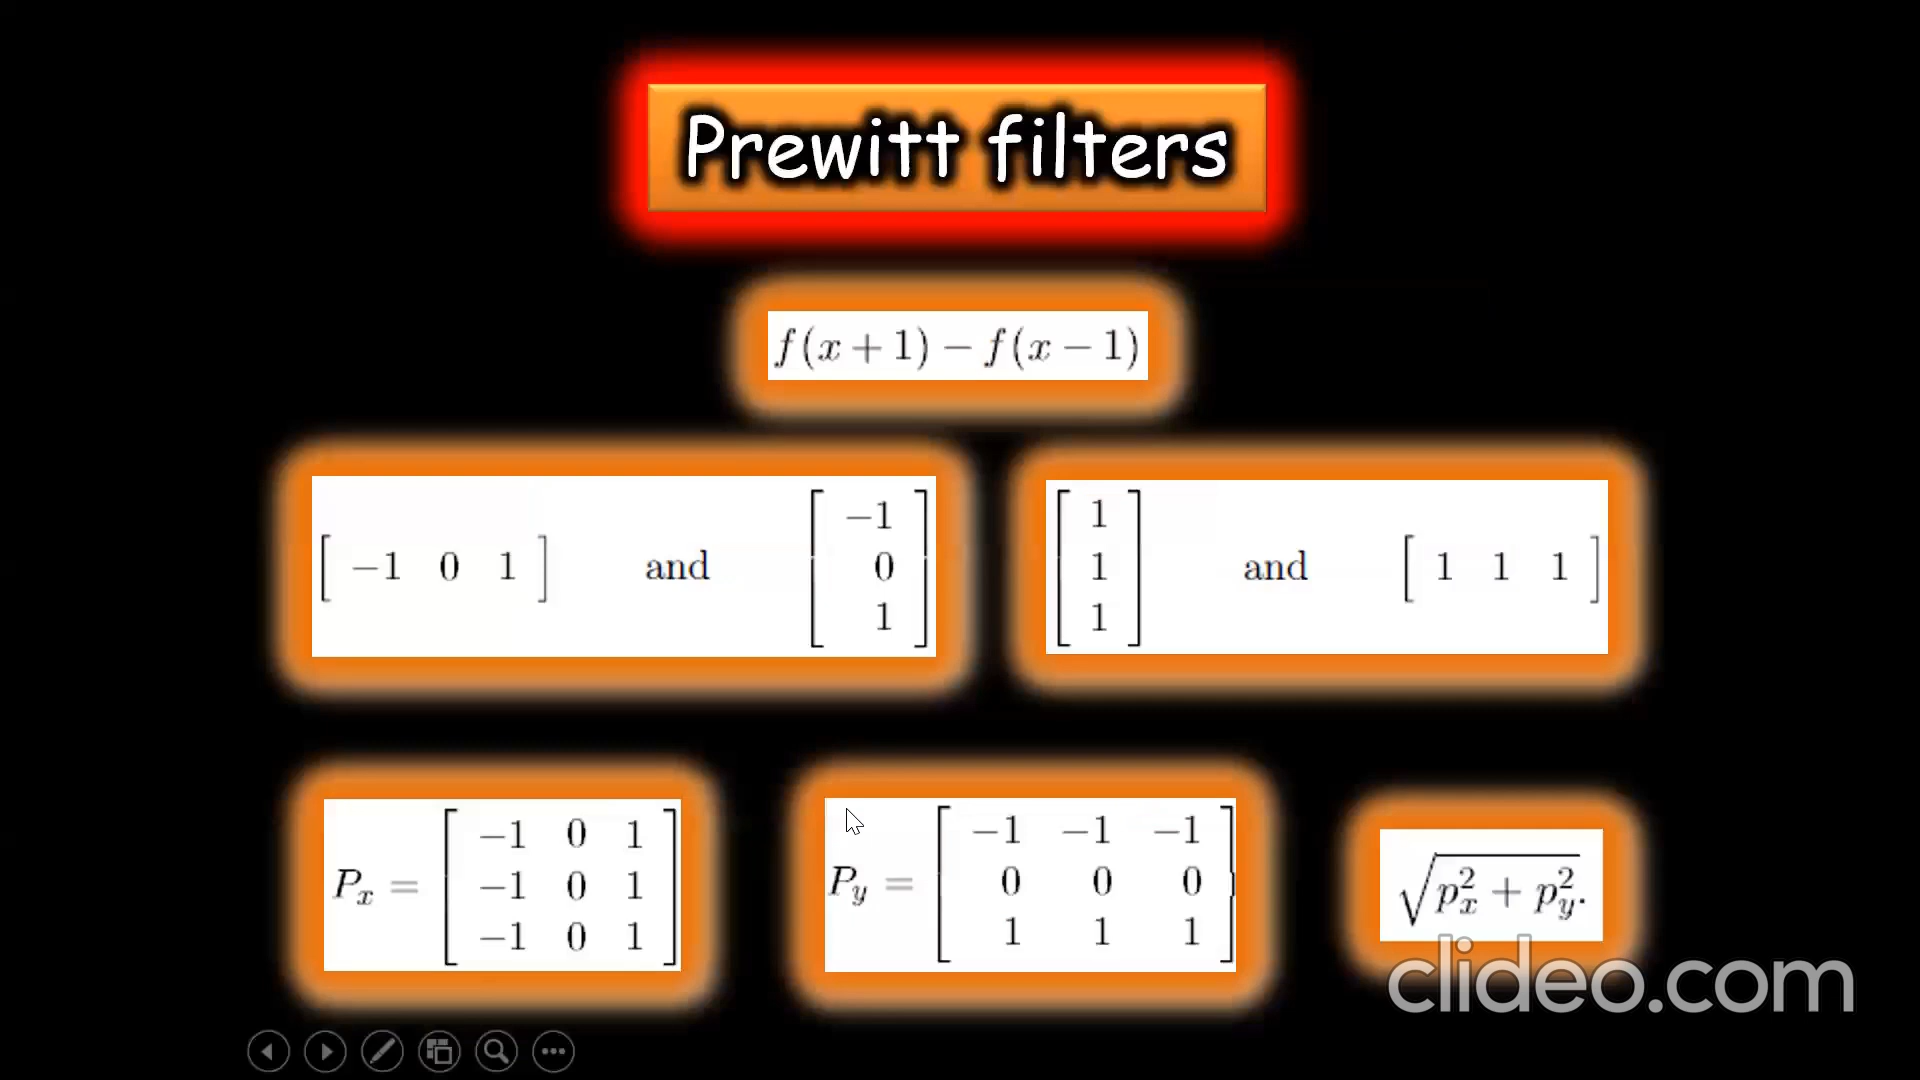 Prewitt filters
f(x + 1) − f(x − 1)
[ −1 0 1 ] and [ −1 0 1 ]
[ 1 1 1 ] and [ 1 1 1 ]
Pₓ = [ −1 0 1
−1 0 1
−1 0 1 ]
P_y = [ −1 −1 −1
0 0 0
1 1 1 ]
√(pₓ² + p_y²).
clideo.com